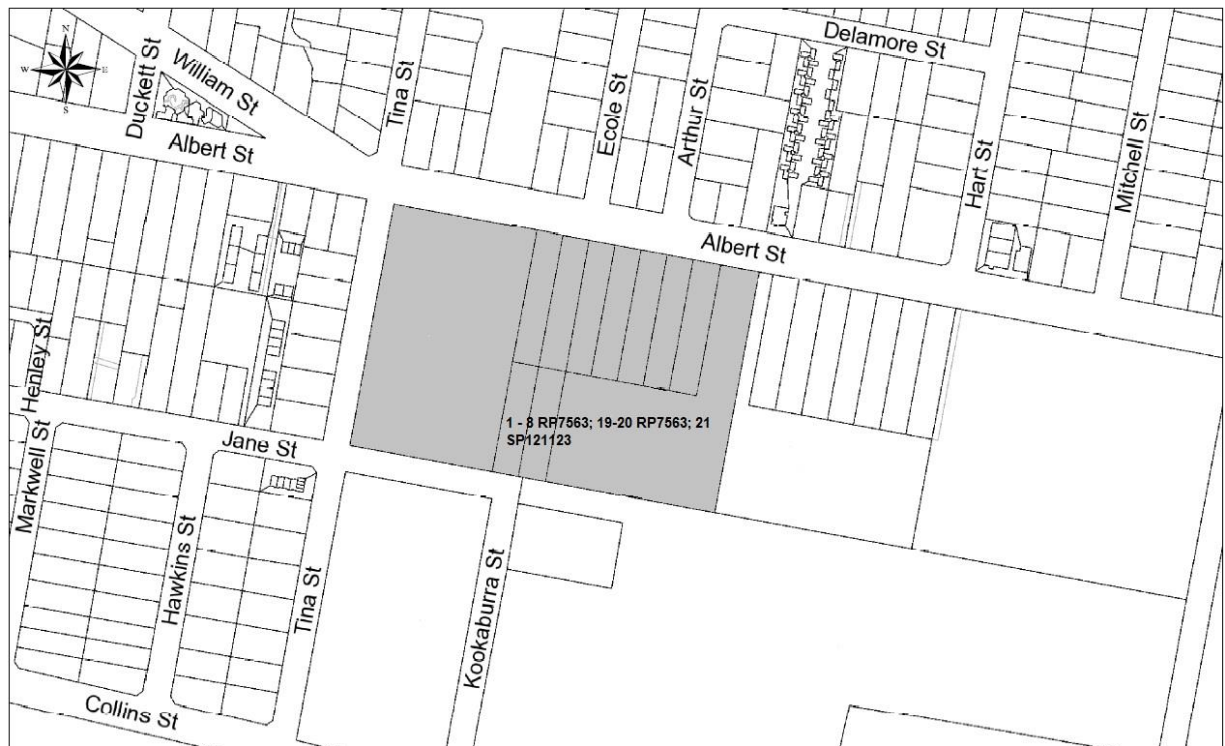 N
W
E
S
Duckett St
William St
Albert St
Tina St
Ecole St
Arthur St
Delamore St
Hart St
Mitchell St
Albert St
Henley St
Markwell St
Jane St
Hawkins St
Tina St
Kookaburra St
Collins St
1 - 8 RP7563; 19-20 RP7563; 21
SP121123